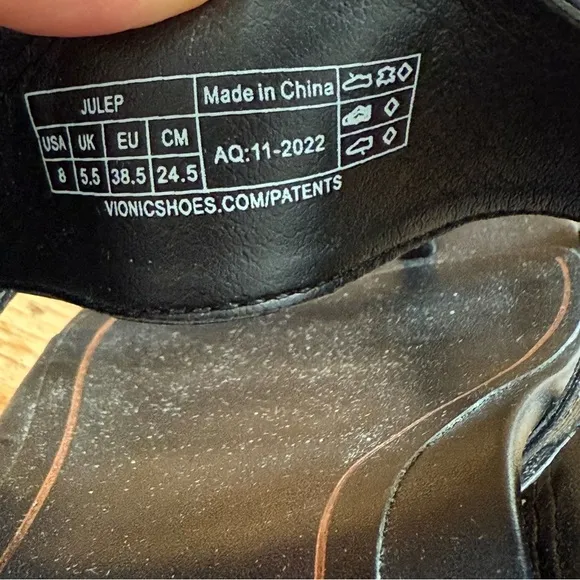 JULEP
Made in China
USA UK EU CM
8 5.5 38.5 24.5
AQ:11-2022
VIONICSHOES.COM/PATENTS